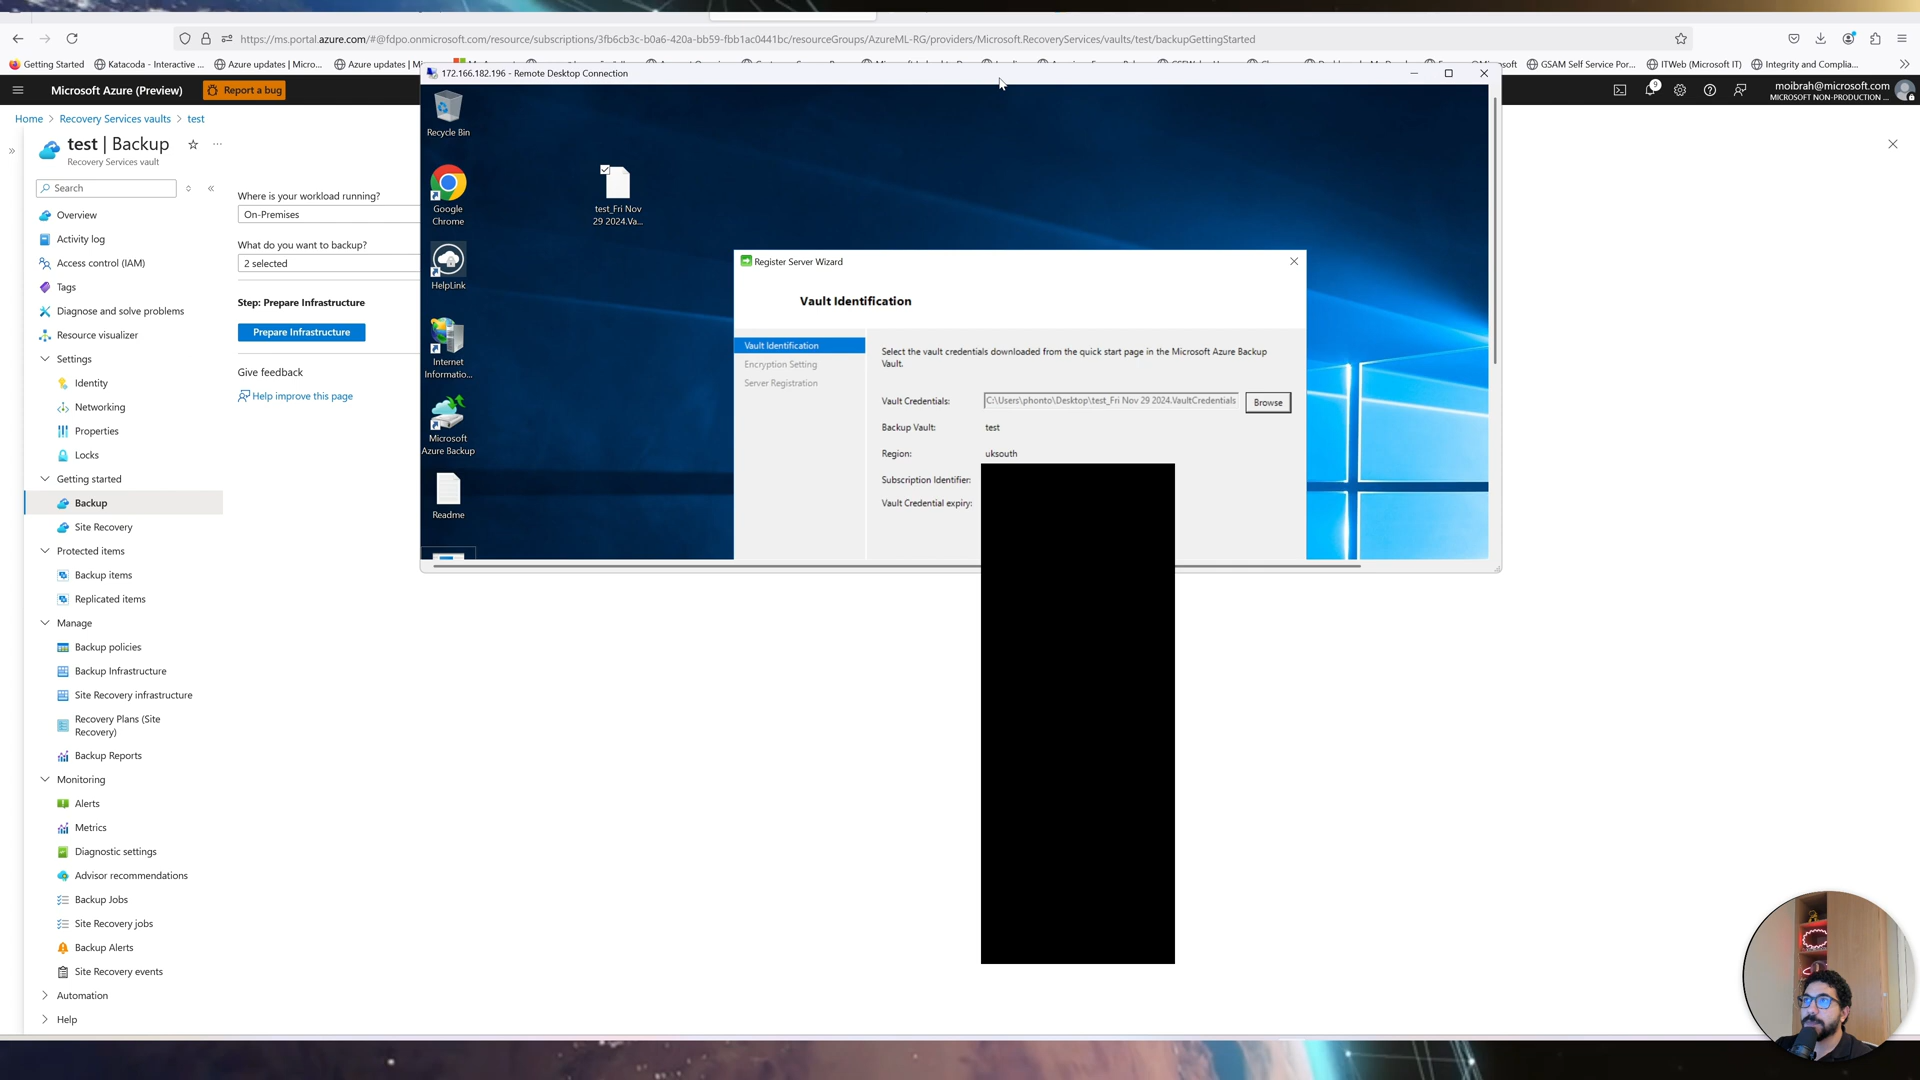 https://ms.portal.azure.com/#@fdpo.onmicrosoft.com/resource/subscriptions/3fb6cb3c-b0a6-420a-bb59-fbb1ac0441bc/resourceGroups/AzureML-RG/providers/Microsoft.RecoveryServices/vaults/test/backupGettingStarted
Getting Started
Katacoda - Interactive ...
Azure updates | Micro...
Azure updates | Mi
GSAM Self Service Por...
ITWeb (Microsoft IT)
Integrity and Complia...
172.166.182.196 - Remote Desktop Connection
Microsoft Azure (Preview)
Report a bug
9
moibrah@microsoft.com
MICROSOFT NON-PRODUCTION ...
Home > Recovery Services vaults > test
test | Backup
Recovery Services vault
Search
Overview
Activity log
Access control (IAM)
Tags
Diagnose and solve problems
Resource visualizer
Settings
Identity
Networking
Properties
Locks
Getting started
Backup
Site Recovery
Protected items
Backup items
Replicated items
Manage
Backup policies
Backup Infrastructure
Site Recovery infrastructure
Recovery Plans (Site
Recovery)
Backup Reports
Monitoring
Alerts
Metrics
Diagnostic settings
Advisor recommendations
Backup Jobs
Site Recovery jobs
Backup Alerts
Site Recovery events
Automation
Help
Where is your workload running?
On-Premises
What do you want to backup?
2 selected
Step: Prepare Infrastructure
Prepare Infrastructure
Give feedback
Help improve this page
Recycle Bin
Google
Chrome
HelpLink
Internet
Informatio...
Microsoft
Azure Backup
Readme
test_Fri Nov
29 2024.Va...
Register Server Wizard
Vault Identification
Vault Identification
Encryption Setting
Server Registration
Select the vault credentials downloaded from the quick start page in the Microsoft Azure Backup
Vault.
Vault Credentials:
C:\Users\phonto\Desktop\test_Fri Nov 29 2024.VaultCredentials
Browse
Backup Vault:
test
Region:
uksouth
Subscription Identifier:
Vault Credential expiry: